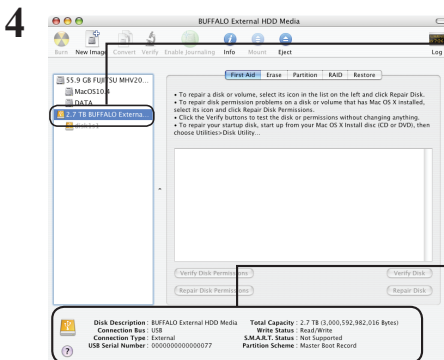 4
BUFFALO External HDD Media
Burn New Image Convert Verify Enable Journaling Info Mount Eject Log
55.9 GB FUJITSU MHV20...
MacOS10.4
DATA
2.7 TB BUFFALO Externa...
First Aid Erase Partition RAID Restore
• To repair a disk or volume, select its icon in the list on the left and click Repair Disk.
• To repair disk permission problems on a disk or volume that has Mac OS X installed,
select its icon and click Repair Disk Permissions.
• Click the Verify buttons to test the disk or permissions without changing anything.
• To repair your startup disk, start up from your Mac OS X Install disc (CD or DVD), then
choose Utilities>Disk Utility...
Verify Disk Permissions Verify Disk
Repair Disk Permissions Repair Disk
Disk Description : BUFFALO External HDD Media Total Capacity : 2.7 TB (3,000,592,982,016 Bytes)
Connection Bus : USB Write Status : Read/Write
Connection Type : External S.M.A.R.T. Status : Not Supported
USB Serial Number : 0000000000000077 Partition Scheme : Master Boot Record
?